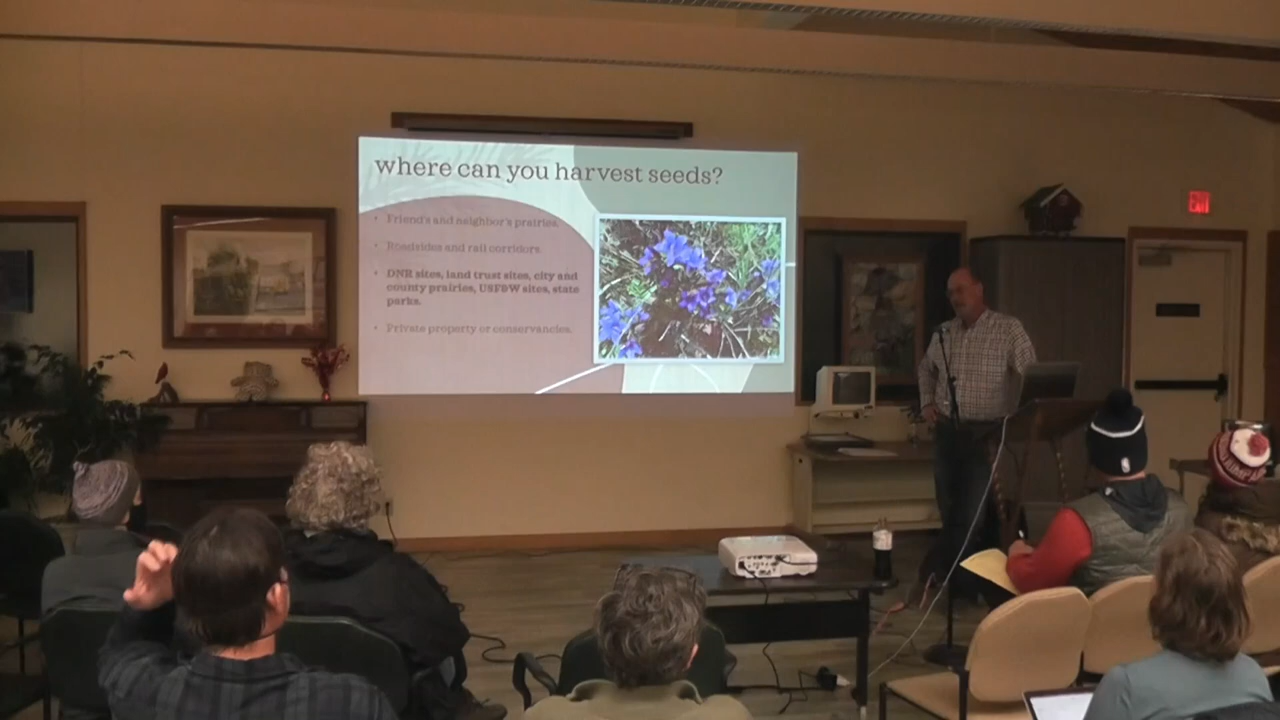 where can you harvest seeds?
• Friend's and neighbor's prairies.
• Roadsides and rail corridors.
• DNR sites, land trust sites, city and
county prairies, USF&W sites, state
parks.
• Private property or conservancies.
EXIT